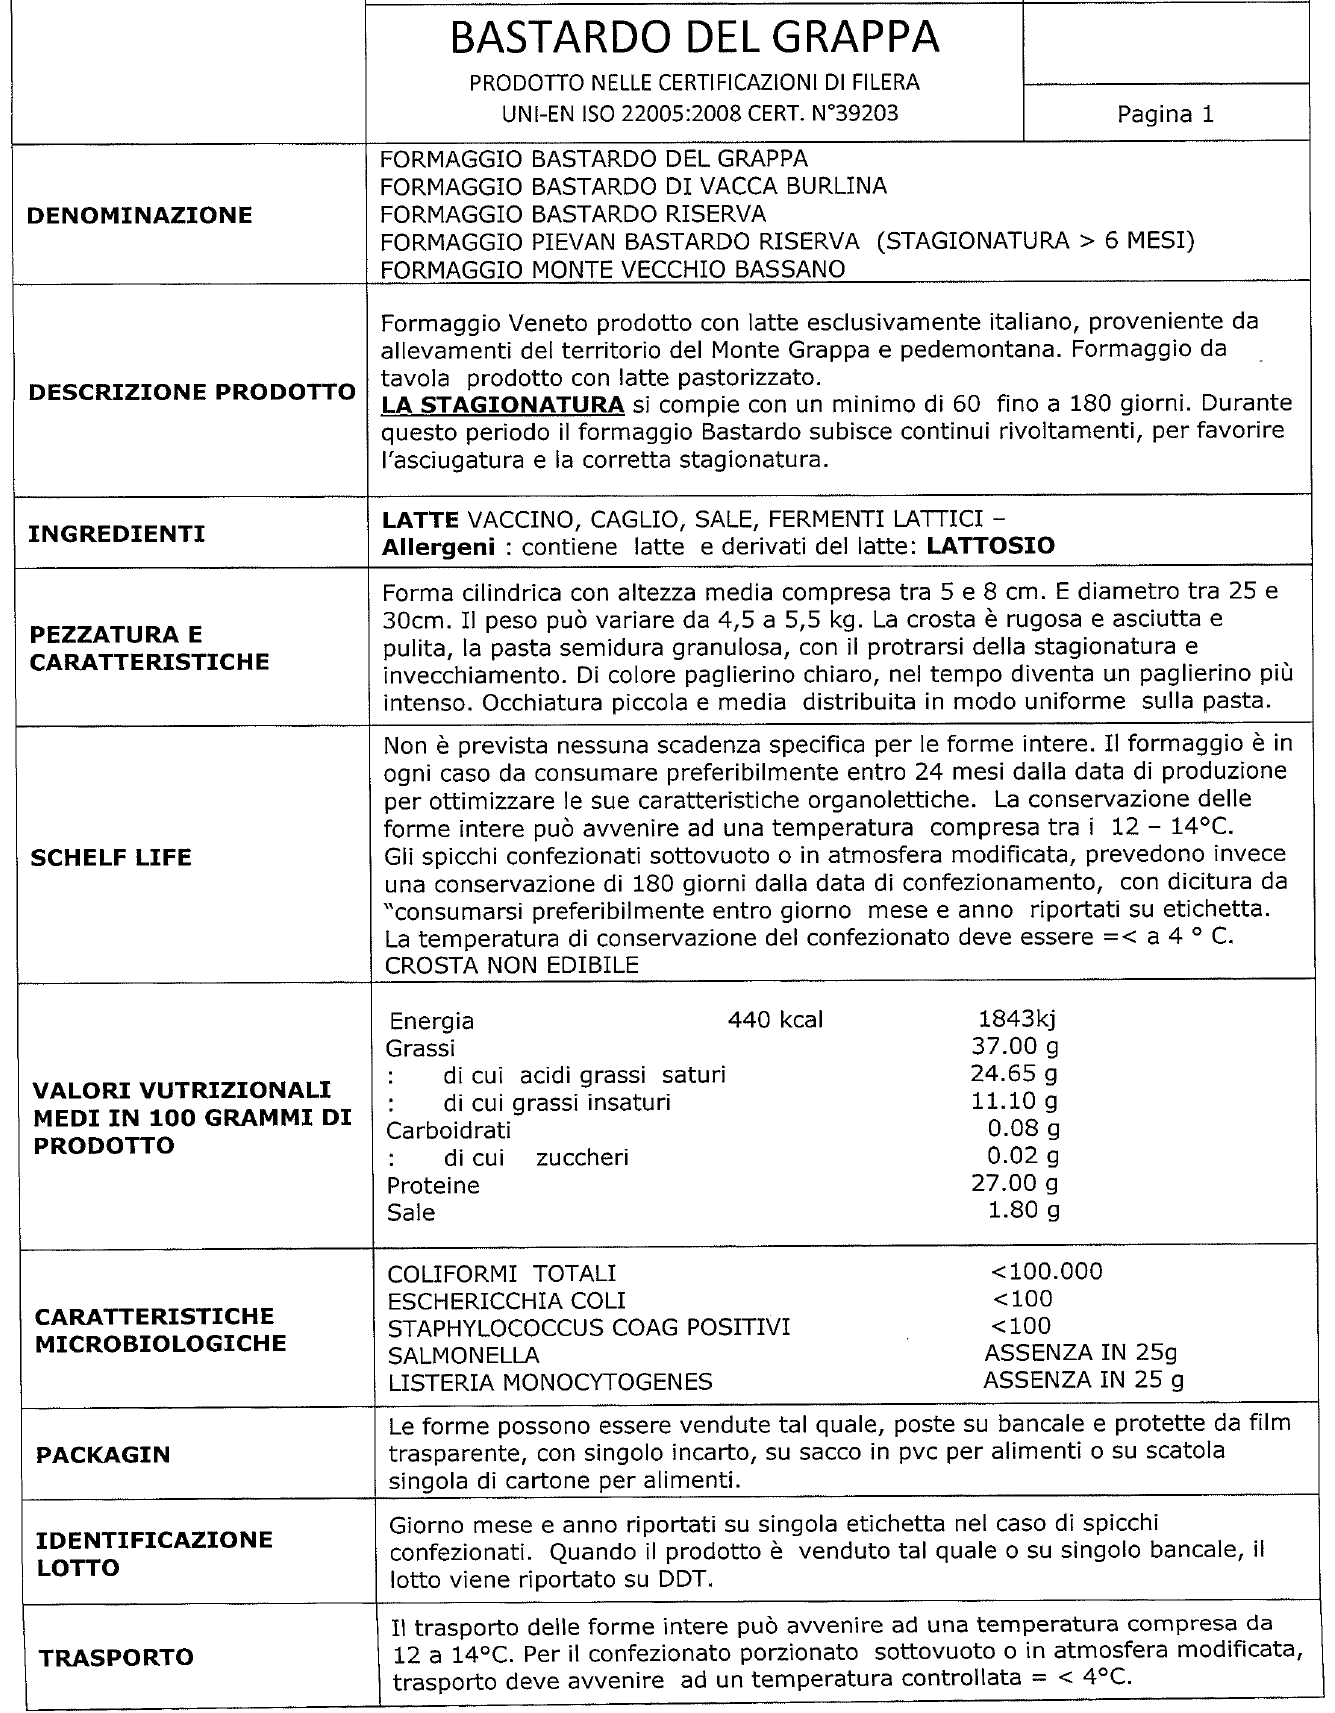 BASTARDO DEL GRAPPA
PRODOTTO NELLE CERTIFICAZIONI DI FILERA
UNI-EN ISO 22005:2008 CERT. N°39203
Pagina 1
DENOMINAZIONE
FORMAGGIO BASTARDO DEL GRAPPA
FORMAGGIO BASTARDO DI VACCA BURLINA
FORMAGGIO BASTARDO RISERVA
FORMAGGIO PIEVAN BASTARDO RISERVA (STAGIONATURA > 6 MESI)
FORMAGGIO MONTE VECCHIO BASSANO
DESCRIZIONE PRODOTTO
Formaggio Veneto prodotto con latte esclusivamente italiano, proveniente da
allevamenti del territorio del Monte Grappa e pedemontana. Formaggio da
tavola prodotto con latte pastorizzato.
LA STAGIONATURA si compie con un minimo di 60 fino a 180 giorni. Durante
questo periodo il formaggio Bastardo subisce continui rivoltamenti, per favorire
l'asciugatura e la corretta stagionatura.
INGREDIENTI
LATTE VACCINO, CAGLIO, SALE, FERMENTI LATTICI –
Allergeni : contiene latte e derivati del latte: LATTOSIO
PEZZATURA E
CARATTERISTICHE
Forma cilindrica con altezza media compresa tra 5 e 8 cm. E diametro tra 25 e
30cm. Il peso può variare da 4,5 a 5,5 kg. La crosta è rugosa e asciutta e
pulita, la pasta semidura granulosa, con il protrarsi della stagionatura e
invecchiamento. Di colore paglierino chiaro, nel tempo diventa un paglierino più
intenso. Occhiatura piccola e media distribuita in modo uniforme sulla pasta.
SCHELF LIFE
Non è prevista nessuna scadenza specifica per le forme intere. Il formaggio è in
ogni caso da consumare preferibilmente entro 24 mesi dalla data di produzione
per ottimizzare le sue caratteristiche organolettiche. La conservazione delle
forme intere può avvenire ad una temperatura compresa tra i 12 – 14°C.
Gli spicchi confezionati sottovuoto o in atmosfera modificata, prevedono invece
una conservazione di 180 giorni dalla data di confezionamento, con dicitura da
"consumarsi preferibilmente entro giorno mese e anno riportati su etichetta.
La temperatura di conservazione del confezionato deve essere =< a 4 ° C.
CROSTA NON EDIBILE
VALORI VUTRIZIONALI
MEDI IN 100 GRAMMI DI
PRODOTTO
Energia 440 kcal 1843kj
Grassi 37.00 g
: di cui acidi grassi saturi 24.65 g
: di cui grassi insaturi 11.10 g
Carboidrati 0.08 g
: di cui zuccheri 0.02 g
Proteine 27.00 g
Sale 1.80 g
CARATTERISTICHE
MICROBIOLOGICHE
COLIFORMI TOTALI <100.000
ESCHERICCHIA COLI <100
STAPHYLOCOCCUS COAG POSITIVI <100
SALMONELLA ASSENZA IN 25g
LISTERIA MONOCYTOGENES ASSENZA IN 25 g
PACKAGIN
Le forme possono essere vendute tal quale, poste su bancale e protette da film
trasparente, con singolo incarto, su sacco in pvc per alimenti o su scatola
singola di cartone per alimenti.
IDENTIFICAZIONE
LOTTO
Giorno mese e anno riportati su singola etichetta nel caso di spicchi
confezionati. Quando il prodotto è venduto tal quale o su singolo bancale, il
lotto viene riportato su DDT.
TRASPORTO
Il trasporto delle forme intere può avvenire ad una temperatura compresa da
12 a 14°C. Per il confezionato porzionato sottovuoto o in atmosfera modificata,
trasporto deve avvenire ad un temperatura controllata = < 4°C.